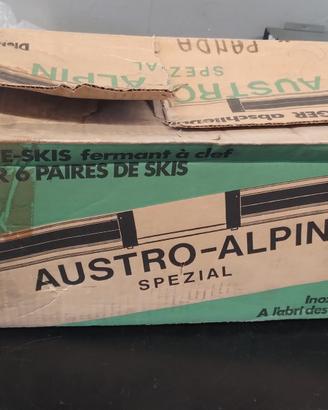 PANDA
SPEZIAL
AUSTRO-ALPIN
E-SKIS fermant à clef
R 6 PAIRES DE SKIS
AUSTRO-ALPIN
SPEZIAL
Inox
A l'abri des